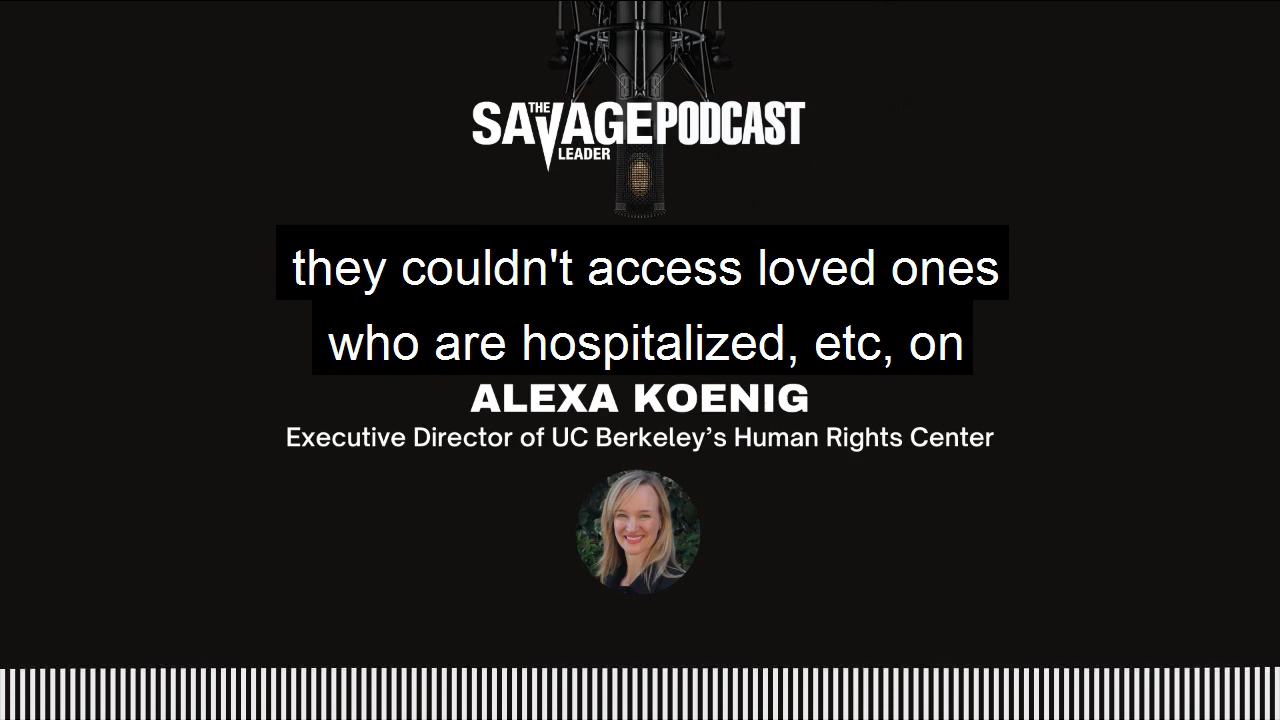 THE SAVAGE LEADER PODCAST
they couldn't access loved ones
who are hospitalized, etc, on
ALEXA KOENIG
Executive Director of UC Berkeley’s Human Rights Center